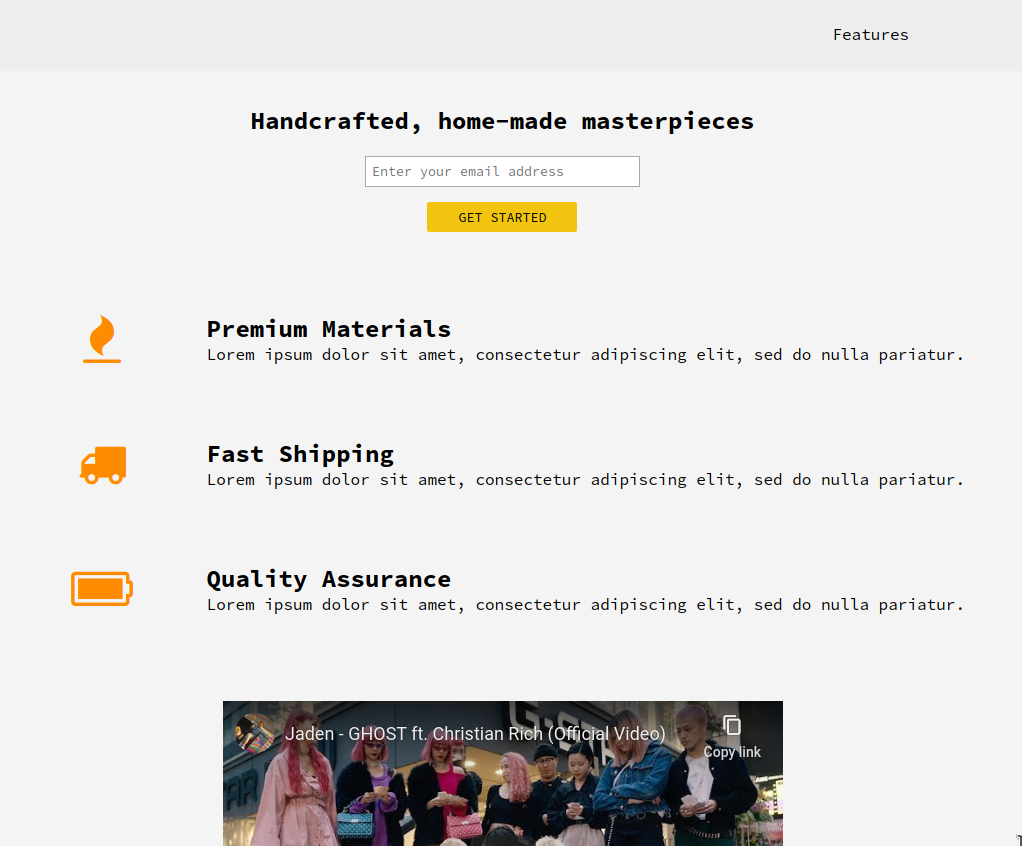 Features
Handcrafted, home-made masterpieces
Enter your email address
GET STARTED
Premium Materials
Lorem ipsum dolor sit amet, consectetur adipiscing elit, sed do nulla pariatur.
Fast Shipping
Lorem ipsum dolor sit amet, consectetur adipiscing elit, sed do nulla pariatur.
Quality Assurance
Lorem ipsum dolor sit amet, consectetur adipiscing elit, sed do nulla pariatur.
Jaden - GHOST ft. Christian Rich (Official Video)
Copy link